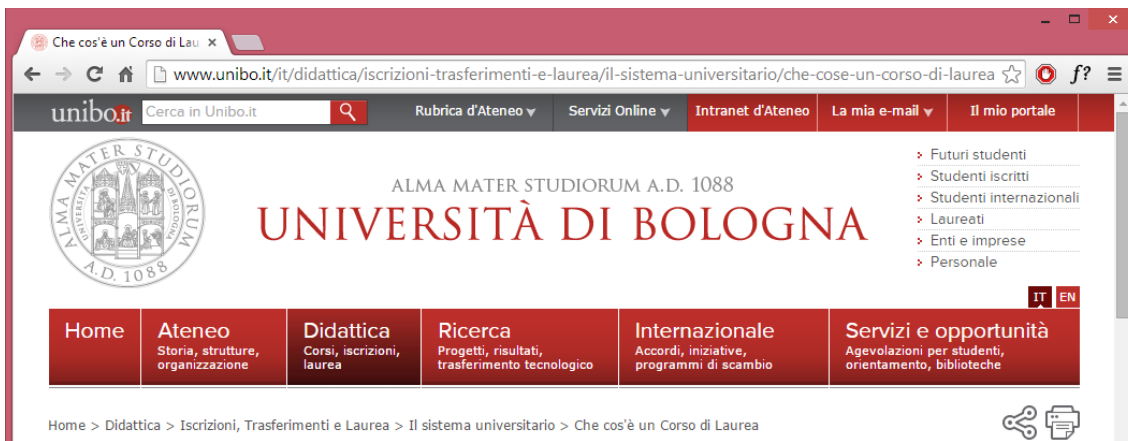 Che cos'è un Corso di Lau
www.unibo.it/it/didattica/iscrizioni-trasferimenti-e-laurea/il-sistema-universitario/che-cose-un-corso-di-laurea
f?
unibo.it Cerca in Unibo.it Rubrica d'Ateneo Servizi Online Intranet d'Ateneo La mia e-mail Il mio portale
ALMA MATER STUDIORUM
A.D. 1088
ALMA MATER STUDIORUM A.D. 1088
UNIVERSITÀ DI BOLOGNA
Futuri studenti
Studenti iscritti
Studenti internazionali
Laureati
Enti e imprese
Personale
IT EN
Home
Ateneo
Storia, strutture,
organizzazione
Didattica
Corsi, iscrizioni,
laurea
Ricerca
Progetti, risultati,
trasferimento tecnologico
Internazionale
Accordi, iniziative,
programmi di scambio
Servizi e opportunità
Agevolazioni per studenti,
orientamento, biblioteche
Home > Didattica > Iscrizioni, Trasferimenti e Laurea > Il sistema universitario > Che cos'è un Corso di Laurea